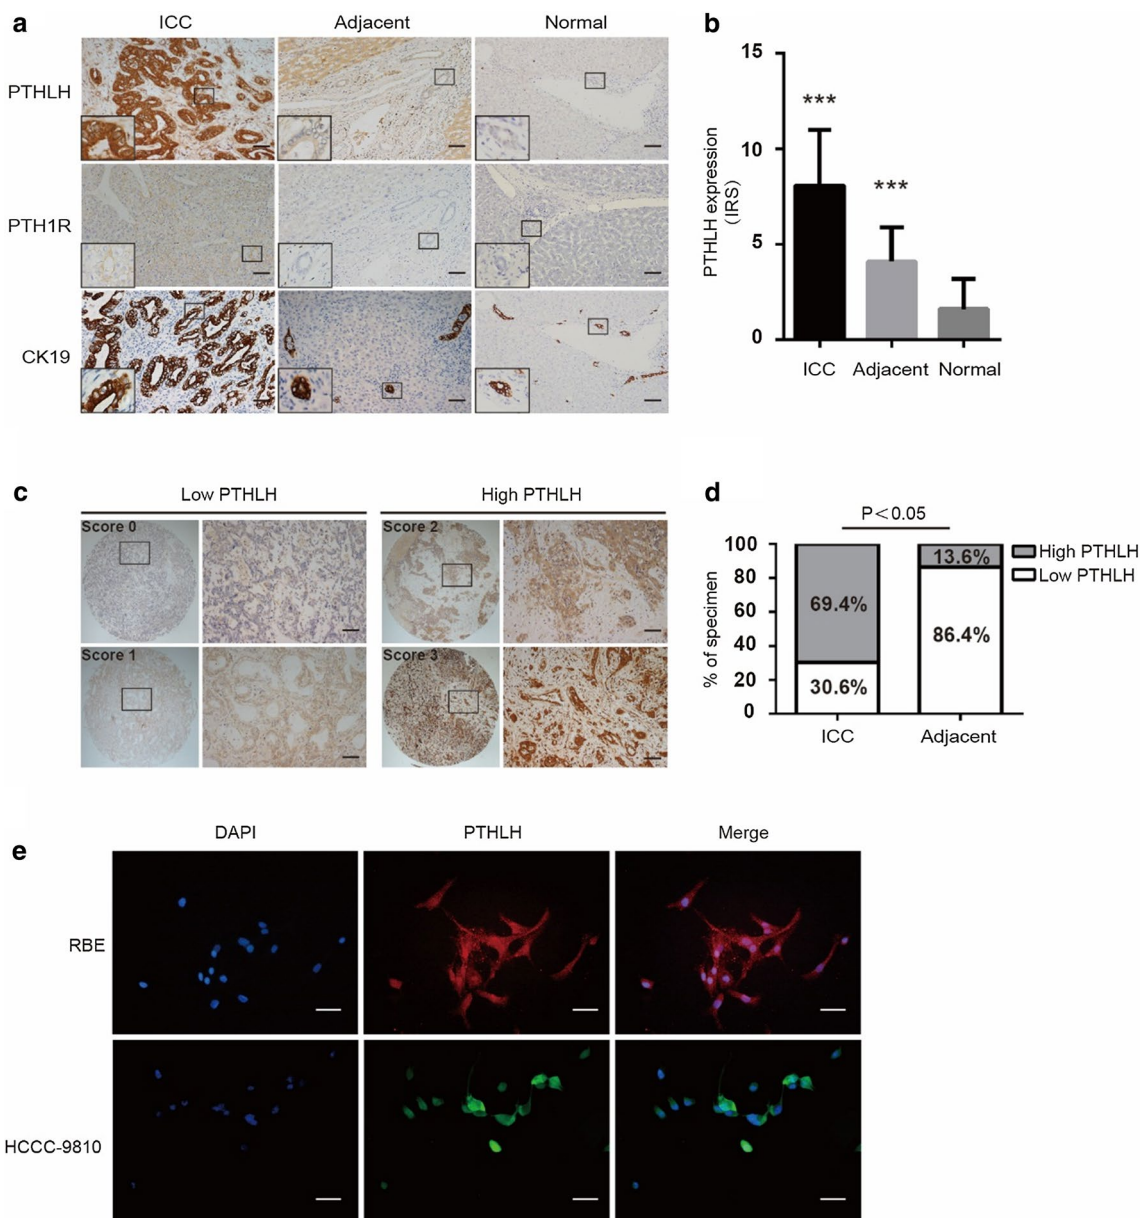 a
ICC Adjacent Normal
PTHLH
PTH1R
CK19
b
PTHLH expression
(IRS)
15
10
5
0
***
***
ICC Adjacent Normal
c
Low PTHLH High PTHLH
Score 0 Score 2
Score 1 Score 3
d
P<0.05
% of specimen
100
80
60
40
20
0
69.4%
30.6%
13.6%
86.4%
High PTHLH
Low PTHLH
ICC Adjacent
e
DAPI PTHLH Merge
RBE
HCCC-9810